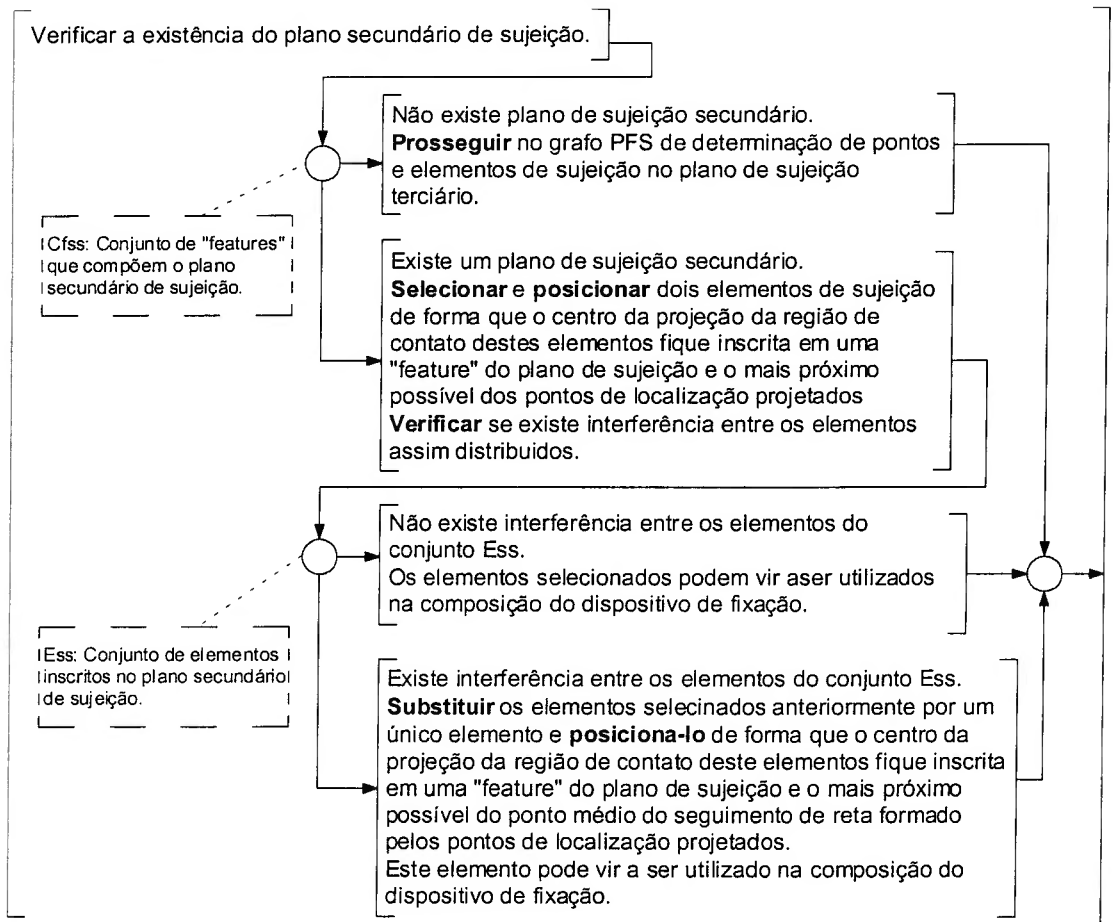 Verificar a existência do plano secundário de sujeição.
Não existe plano de sujeição secundário.
Prosseguir no grafo PFS de determinação de pontos
e elementos de sujeição no plano de sujeição
terciário.
Cfss: Conjunto de "features"
que compõem o plano
secundário de sujeição.
Existe um plano de sujeição secundário.
Selecionar e posicionar dois elementos de sujeição
de forma que o centro da projeção da região de
contato destes elementos fique inscrita em uma
"feature" do plano de sujeição e o mais próximo
possível dos pontos de localização projetados
Verificar se existe interferência entre os elementos
assim distribuidos.
Não existe interferência entre os elementos do
conjunto Ess.
Os elementos selecionados podem vir aser utilizados
na composição do dispositivo de fixação.
Ess: Conjunto de elementos
inscritos no plano secundário
de sujeição.
Existe interferência entre os elementos do conjunto Ess.
Substituir os elementos selecinados anteriormente por um
único elemento e posiciona-lo de forma que o centro da
projeção da região de contato deste elementos fique inscrita
em uma "feature" do plano de sujeição e o mais próximo
possível do ponto médio do seguimento de reta formado
pelos pontos de localização projetados.
Este elemento pode vir a ser utilizado na composição do
dispositivo de fixação.